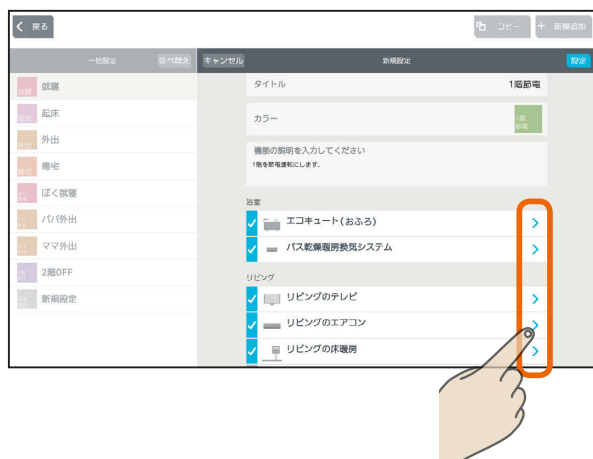 戻る
コピー
新規追加
一括設定
並べ替え
キャンセル
新規設定
設定
就寝
起床
外出
帰宅
ぼく就寝
パパ外出
ママ外出
2階OFF
新規設定
タイトル
1階節電
カラー
1階
節電
機能の説明を入力してください
1階を節電運転にします。
浴室
エコキュート(おふろ)
バス乾燥暖房換気システム
リビング
リビングのテレビ
リビングのエアコン
リビングの床暖房